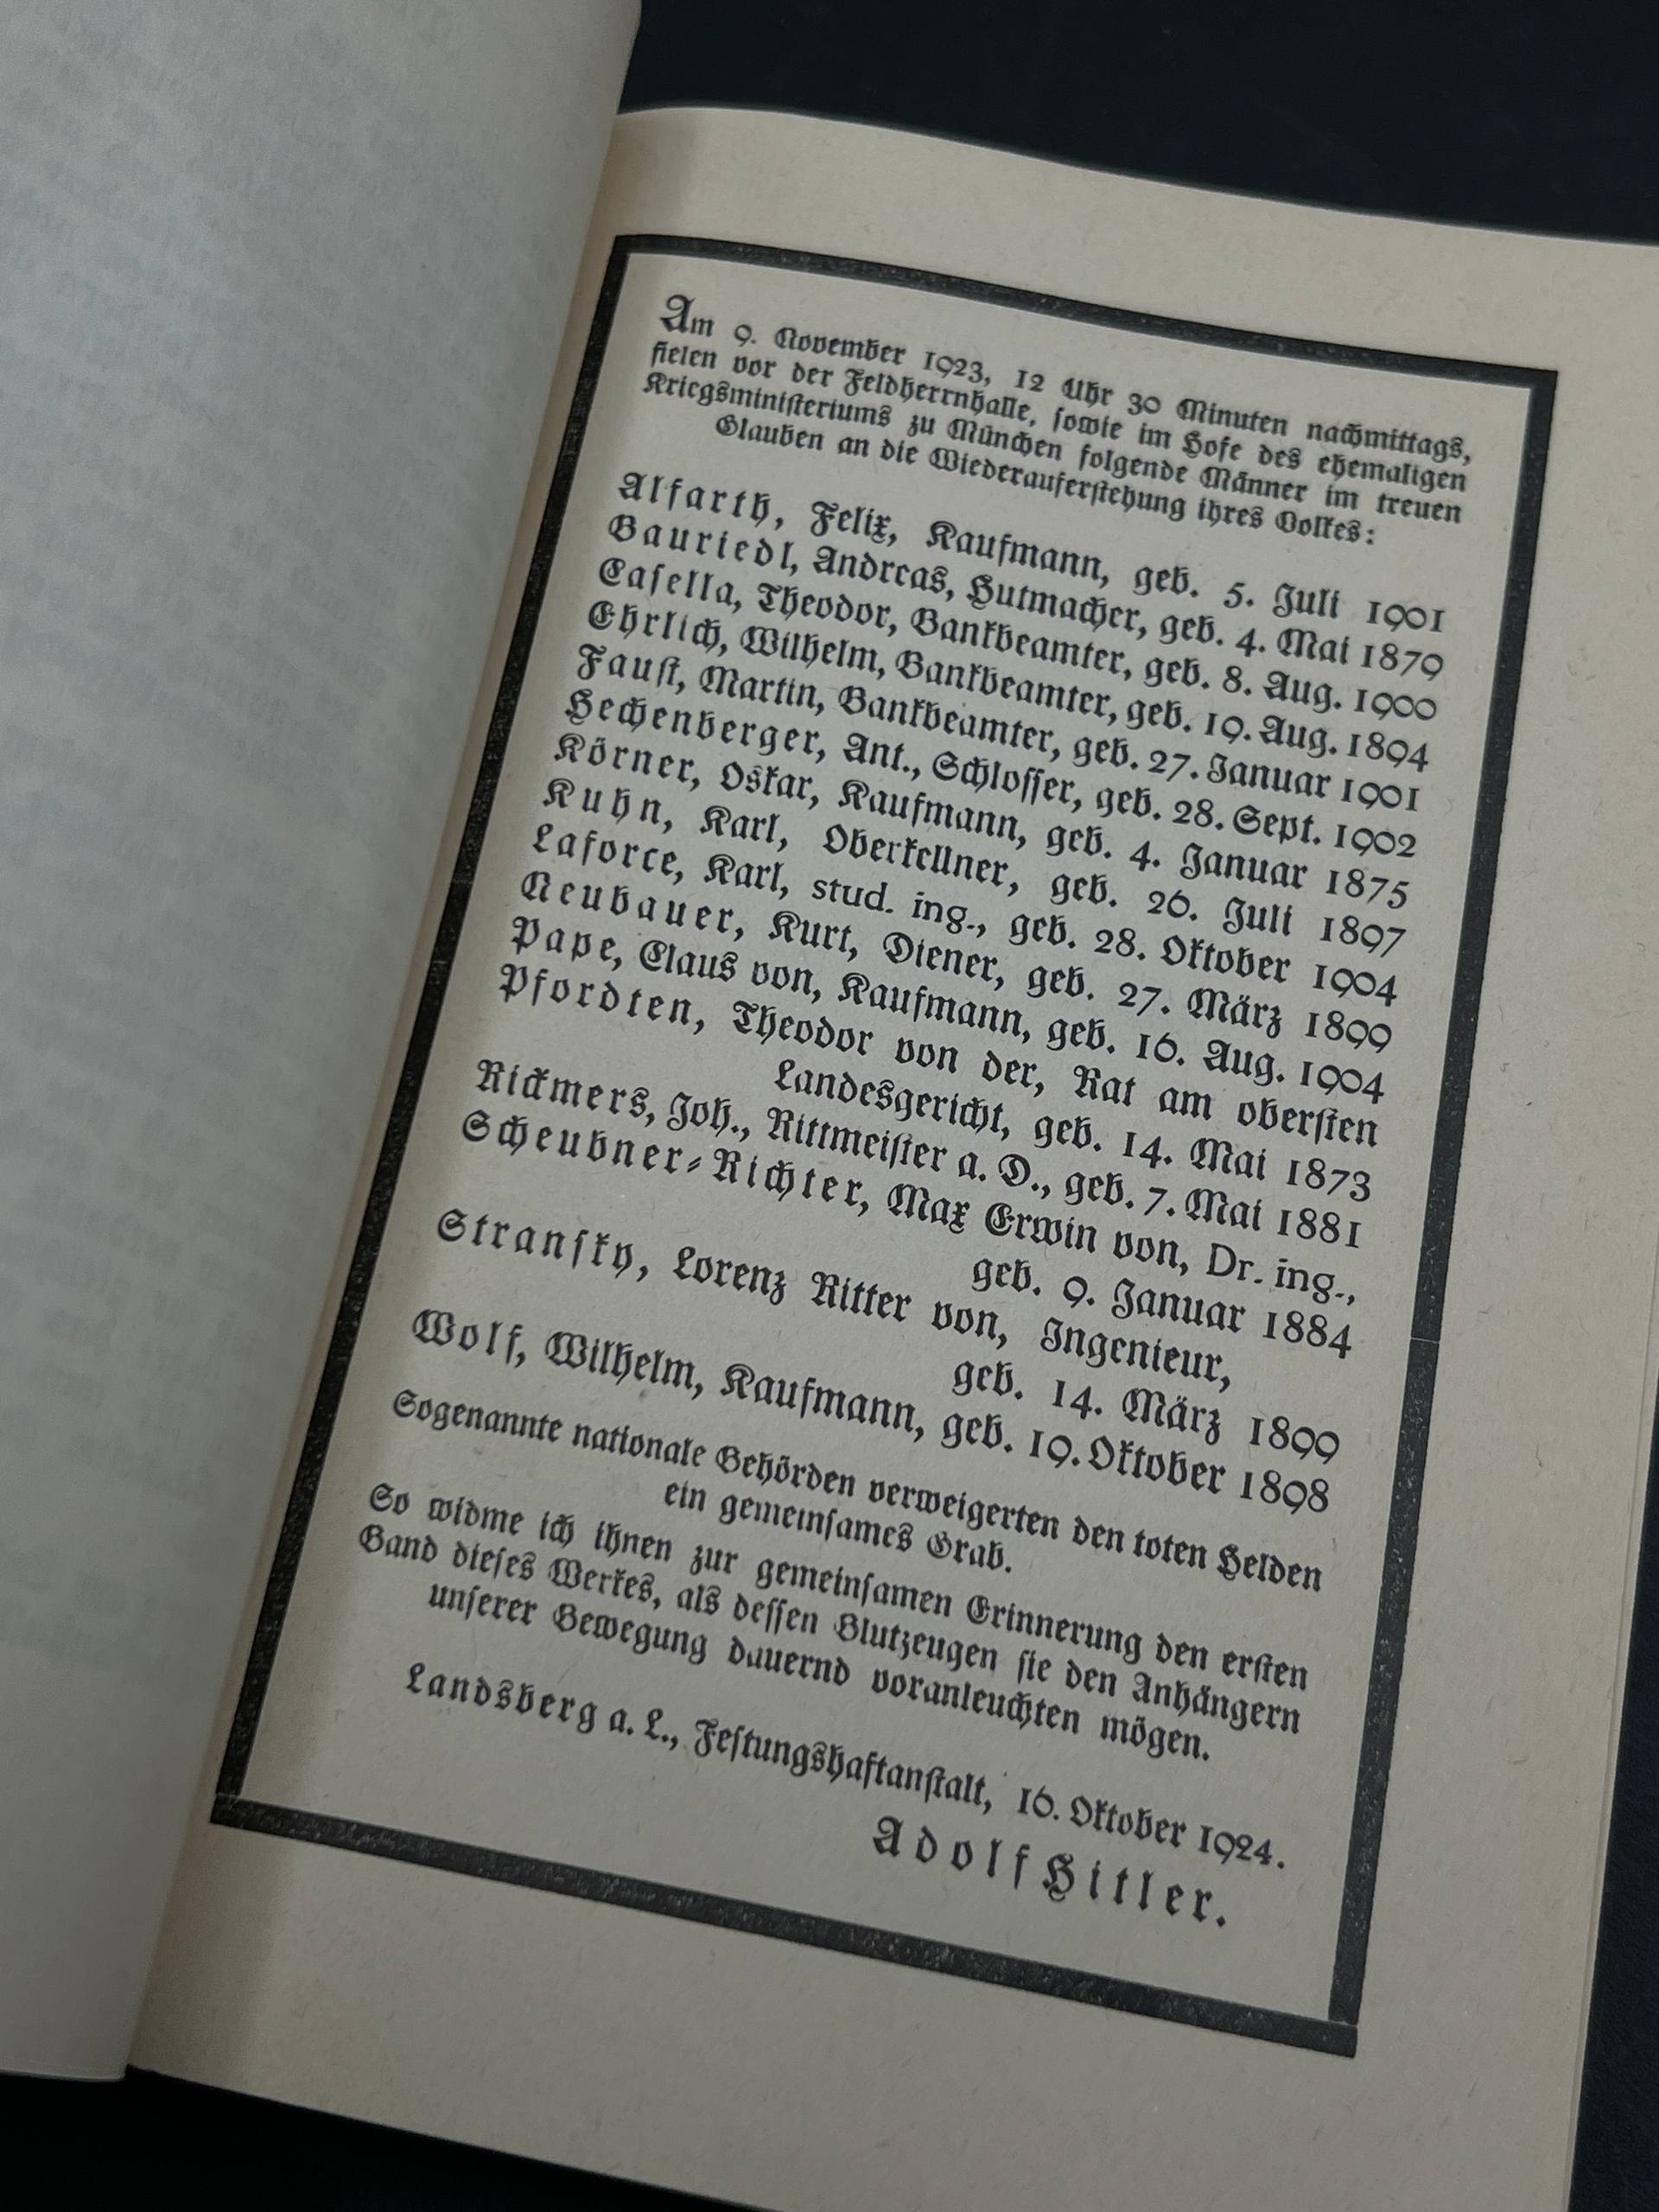 Am 9. November 1923, 12 Uhr 30 Minuten nachmittags,
fielen vor der Feldherrnhalle, sowie im Hofe des ehemaligen
Kriegsministeriums zu München folgende Männer im treuen
Glauben an die Wiederauferstehung ihres Volkes:
Alfarth, Felix, Kaufmann, geb. 5. Juli 1901
Bauriedl, Andreas, Hutmacher, geb. 4. Mai 1879
Casella, Theodor, Bankbeamter, geb. 8. Aug. 1900
Ehrlich, Wilhelm, Bankbeamter, geb. 19. Aug. 1894
Faust, Martin, Bankbeamter, geb. 27. Januar 1901
Hechenberger, Ant., Schlosser, geb. 28. Sept. 1902
Körner, Oskar, Kaufmann, geb. 4. Januar 1875
Kuhn, Karl, Oberkellner, geb. 26. Juli 1897
Laforce, Karl, stud. ing., geb. 28. Oktober 1904
Neubauer, Kurt, Diener, geb. 27. März 1899
Pape, Claus von, Kaufmann, geb. 16. Aug. 1904
Pfordten, Theodor von der, Rat am obersten
Landesgericht, geb. 14. Mai 1873
Rickmers, Joh., Rittmeister a. D., geb. 7. Mai 1881
Scheubner-Richter, Max Erwin von, Dr. ing.,
geb. 9. Januar 1884
Stransky, Lorenz Ritter von, Ingenieur,
geb. 14. März 1899
Wolf, Wilhelm, Kaufmann, geb. 19. Oktober 1898
Sogenannte nationale Behörden verweigerten den toten Helden
ein gemeinsames Grab.
So widme ich ihnen zur gemeinsamen Erinnerung den ersten
Band dieses Werkes, als dessen Blutzeugen sie den Anhängern
unserer Bewegung dauernd voranleuchten mögen.
Landsberg a. L., Festungshaftanstalt, 16. Oktober 1924.
Adolf Hitler.